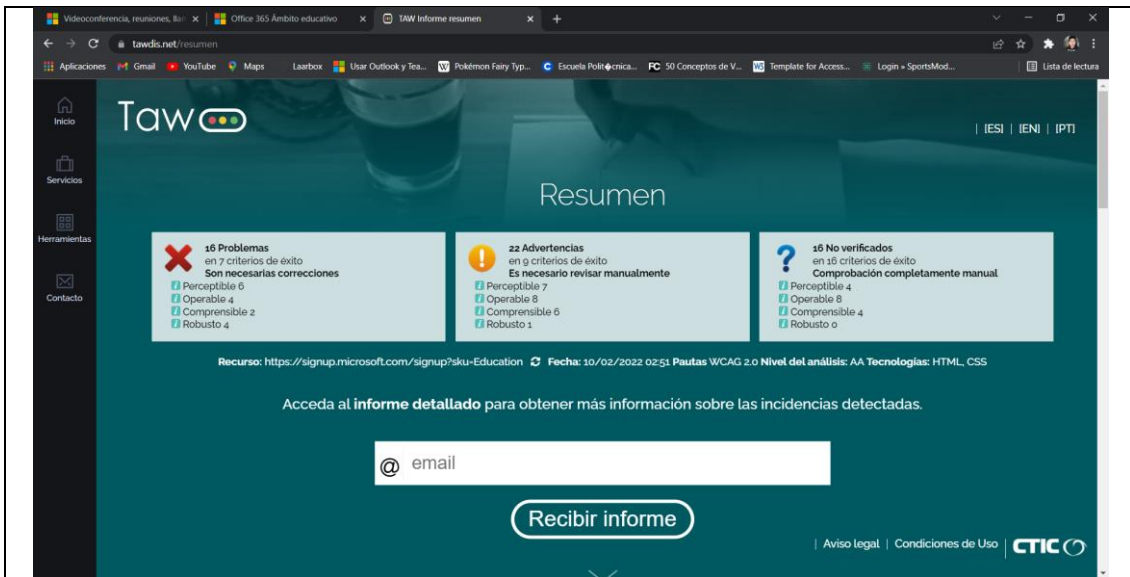 Videoconferencia, reuniones, lla
Office 365 Ámbito educativo
TAW Informe resumen
tawdis.net/resumen
Aplicaciones
Gmail
YouTube
Maps
Laarbox
Usar Outlook y Tea...
Pokémon Fairy Typ...
Escuela Polit�cnica...
50 Conceptos de V...
Template for Access...
Login » SportsMod...
Lista de lectura
Inicio
Servicios
Herramientas
Contacto
Taw
| [ES] | [EN] | [PT]
Resumen
16 Problemas
en 7 criterios de éxito
Son necesarias correcciones
Perceptible 6
Operable 4
Comprensible 2
Robusto 4
22 Advertencias
en 9 criterios de éxito
Es necesario revisar manualmente
Perceptible 7
Operable 8
Comprensible 6
Robusto 1
16 No verificados
en 16 criterios de éxito
Comprobación completamente manual
Perceptible 4
Operable 8
Comprensible 4
Robusto 0
Recurso: https://signup.microsoft.com/signup?sku=Education Fecha: 10/02/2022 02:51 Pautas WCAG 2.0 Nivel del análisis: AA Tecnologías: HTML, CSS
Acceda al informe detallado para obtener más información sobre las incidencias detectadas.
@ email
Recibir informe
| Aviso legal | Condiciones de Uso | CTIC